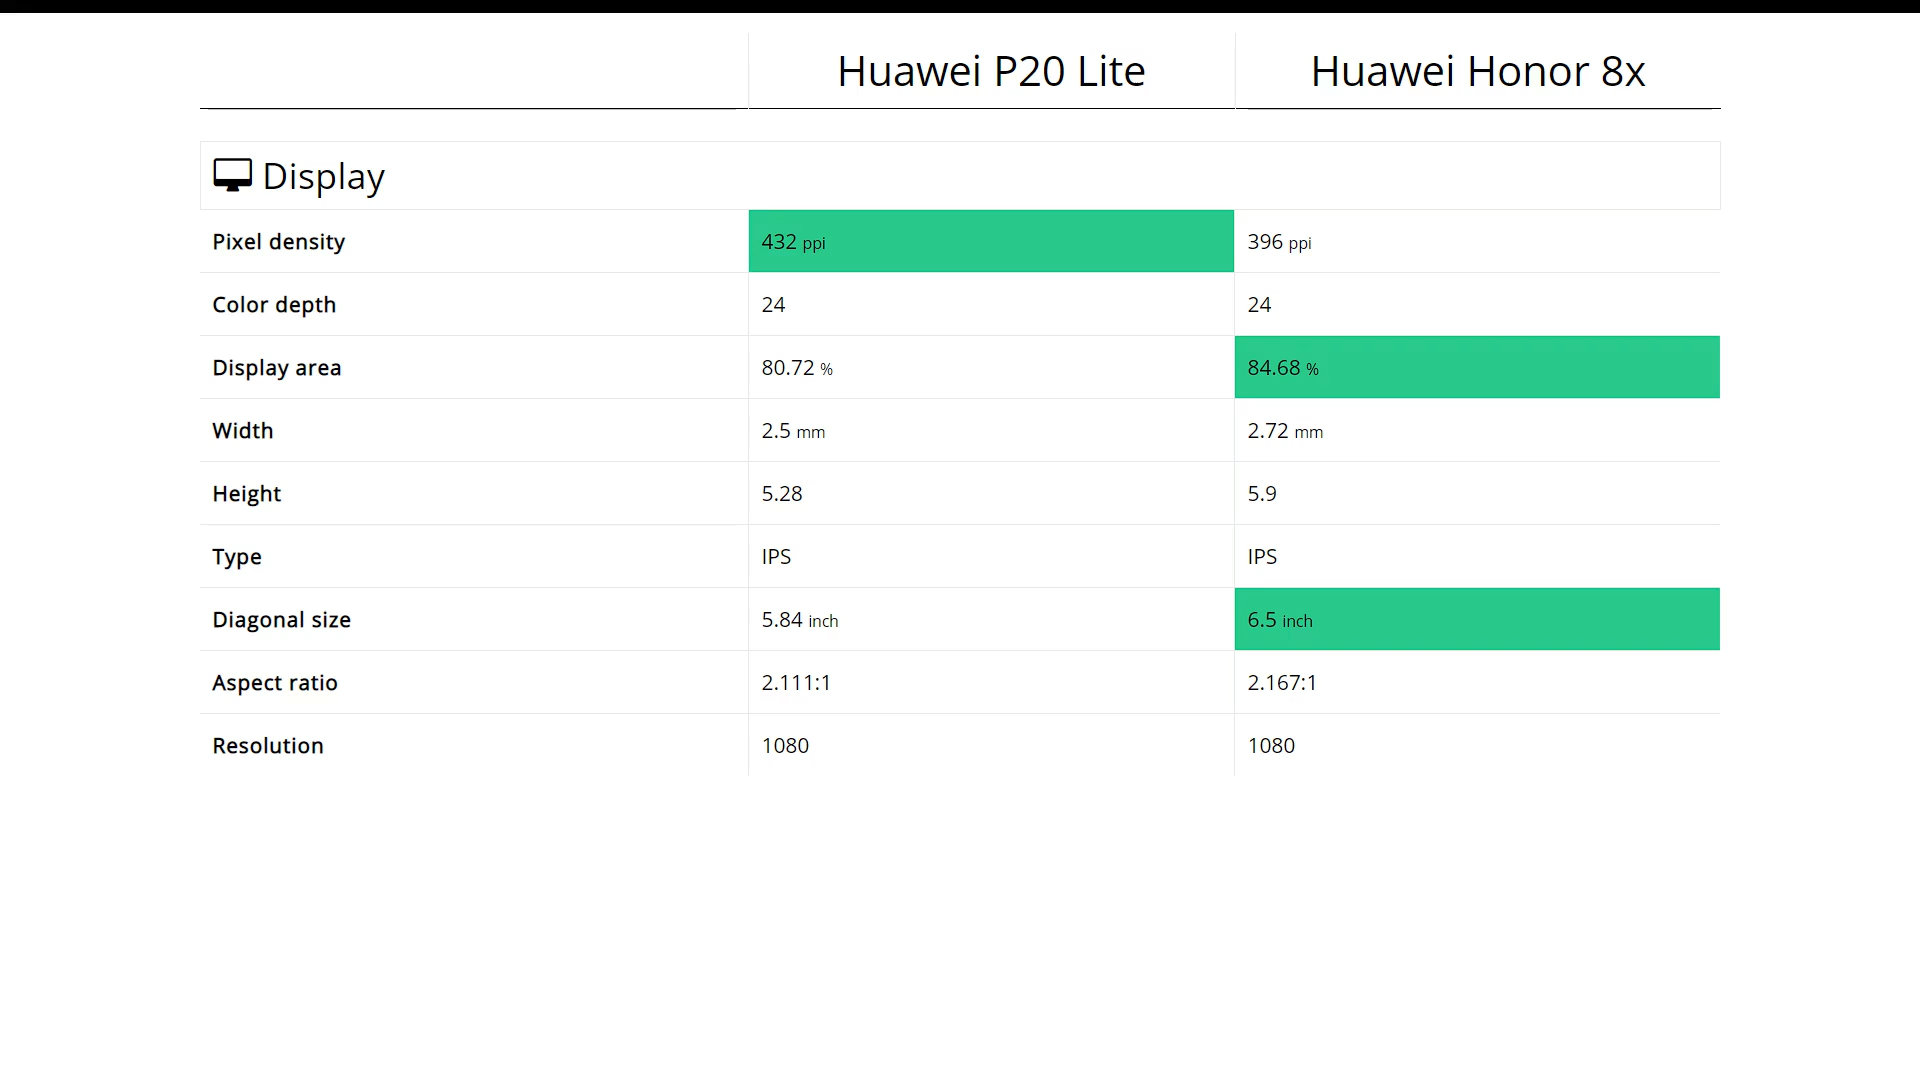 Huawei P20 Lite Huawei Honor 8x
Display
Pixel density 432 ppi 396 ppi
Color depth 24 24
Display area 80.72 % 84.68 %
Width 2.5 mm 2.72 mm
Height 5.28 5.9
Type IPS IPS
Diagonal size 5.84 inch 6.5 inch
Aspect ratio 2.111:1 2.167:1
Resolution 1080 1080